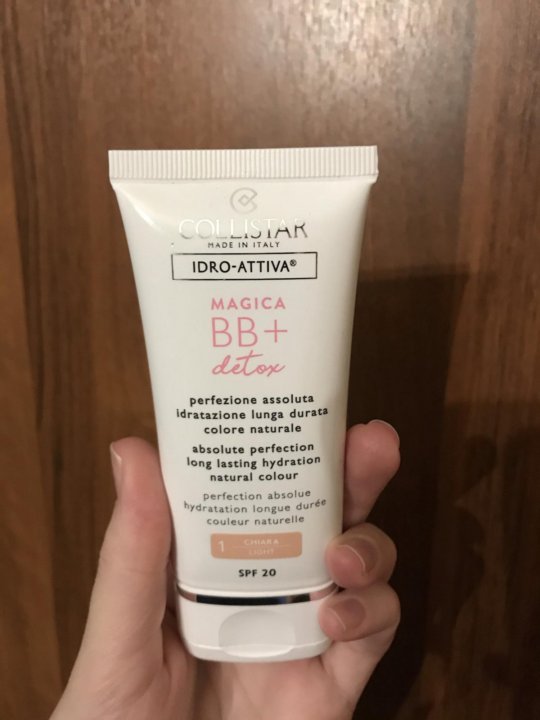 COLLISTAR
MADE IN ITALY
IDRO-ATTIVA®
MAGICA
BB+
detox
perfezione assoluta
idratazione lunga durata
colore naturale
absolute perfection
long lasting hydration
natural colour
perfection absolue
hydratation longue durée
couleur naturelle
1 CHIARA
LIGHT
SPF 20